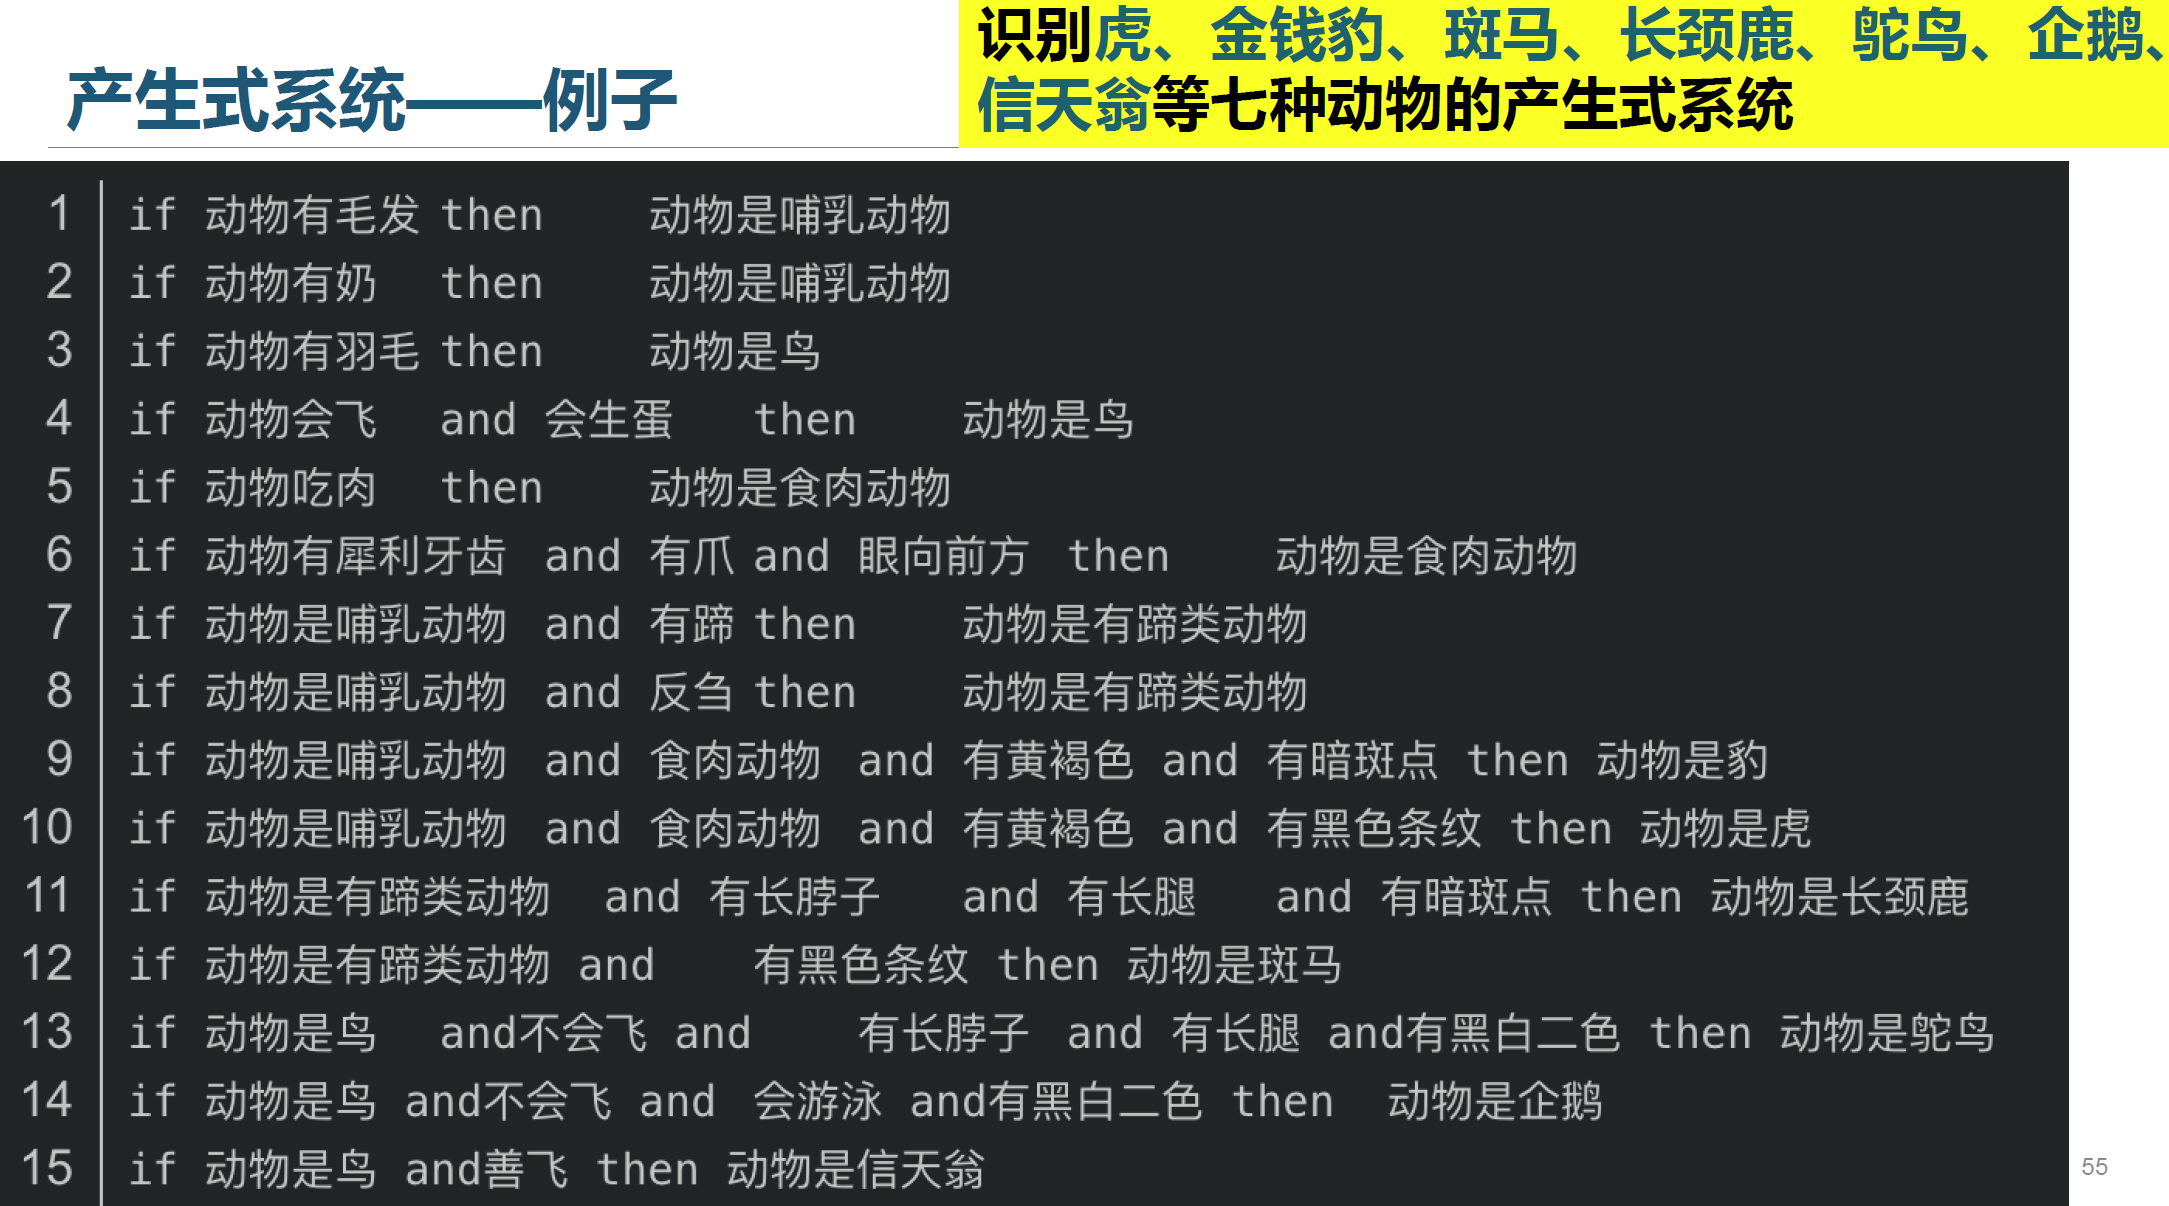 产生式系统——例子
识别虎、金钱豹、斑马、长颈鹿、鸵鸟、企鹅、
信天翁等七种动物的产生式系统
1 if 动物有毛发 then 动物是哺乳动物
2 if 动物有奶 then 动物是哺乳动物
3 if 动物有羽毛 then 动物是鸟
4 if 动物会飞 and 会生蛋 then 动物是鸟
5 if 动物吃肉 then 动物是食肉动物
6 if 动物有犀利牙齿 and 有爪 and 眼向前方 then 动物是食肉动物
7 if 动物是哺乳动物 and 有蹄 then 动物是有蹄类动物
8 if 动物是哺乳动物 and 反刍 then 动物是有蹄类动物
9 if 动物是哺乳动物 and 食肉动物 and 有黄褐色 and 有暗斑点 then 动物是豹
10 if 动物是哺乳动物 and 食肉动物 and 有黄褐色 and 有黑色条纹 then 动物是虎
11 if 动物是有蹄类动物 and 有长脖子 and 有长腿 and 有暗斑点 then 动物是长颈鹿
12 if 动物是有蹄类动物 and 有黑色条纹 then 动物是斑马
13 if 动物是鸟 and不会飞 and 有长脖子 and 有长腿 and有黑白二色 then 动物是鸵鸟
14 if 动物是鸟 and不会飞 and 会游泳 and有黑白二色 then 动物是企鹅
15 if 动物是鸟 and善飞 then 动物是信天翁
55